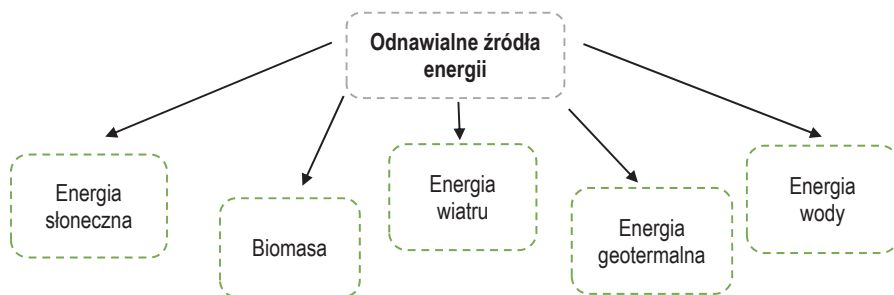 Odnawialne źródła
energii
Energia
słoneczna
Biomasa
Energia
wiatru
Energia
geotermalna
Energia
wody